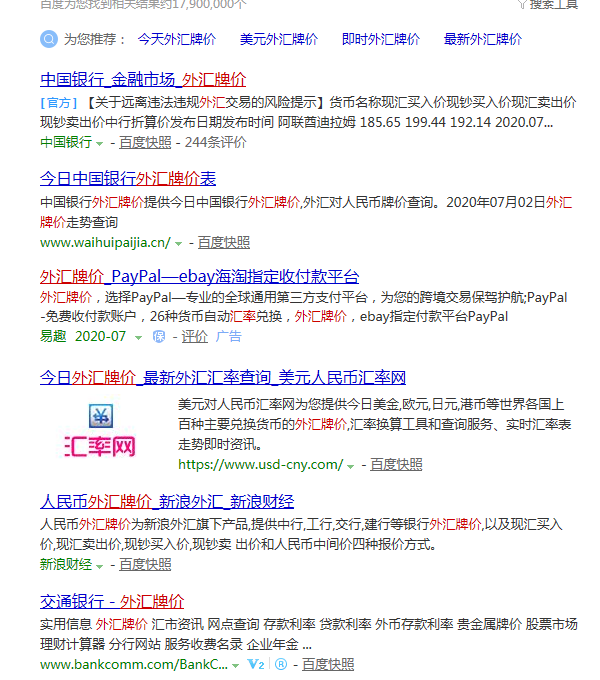 百度为您找到相关结果约17,900,000个
搜索工具
为您推荐： 今天外汇牌价 美元外汇牌价 即时外汇牌价 最新外汇牌价
中国银行_金融市场_外汇牌价
[官方] 【关于远离违法违规外汇交易的风险提示】货币名称现汇买入价现钞买入价现汇卖出价
现钞卖出价中行折算价发布日期发布时间 阿联酋迪拉姆 185.65 199.44 192.14 2020.07...
中国银行 - 百度快照 - 244条评价
今日中国银行外汇牌价表
中国银行外汇牌价提供今日中国银行外汇牌价,外汇对人民币牌价查询。2020年07月02日外汇
牌价走势查询
www.waihuipaijia.cn/ - 百度快照
外汇牌价_PayPal—ebay海淘指定收付款平台
外汇牌价，选择PayPal—专业的全球通用第三方支付平台，为您的跨境交易保驾护航;PayPal
-免费收付款账户，26种货币自动汇率兑换，外汇牌价，ebay指定付款平台PayPal
易趣 2020-07 保 - 评价 广告
今日外汇牌价_最新外汇汇率查询_美元人民币汇率网
汇率网
美元对人民币汇率网为您提供今日美金,欧元,日元,港币等世界各国上
百种主要兑换货币的外汇牌价,汇率换算工具和查询服务、实时汇率表
走势即时资讯。
https://www.usd-cny.com/ - 百度快照
人民币外汇牌价_新浪外汇_新浪财经
人民币外汇牌价为新浪外汇旗下产品,提供中行,工行,交行,建行等银行外汇牌价,以及现汇买入
价,现汇卖出价,现钞买入价,现钞卖 出价和人民币中间价四种报价方式。
新浪财经 - 百度快照
交通银行 - 外汇牌价
实用信息 外汇牌价 汇市资讯 网点查询 存款利率 贷款利率 外币存款利率 贵金属牌价 股票市场
理财计算器 分行网站 服务收费名录 企业年金 ...
www.bankcomm.com/BankC... V2 ® - 百度快照